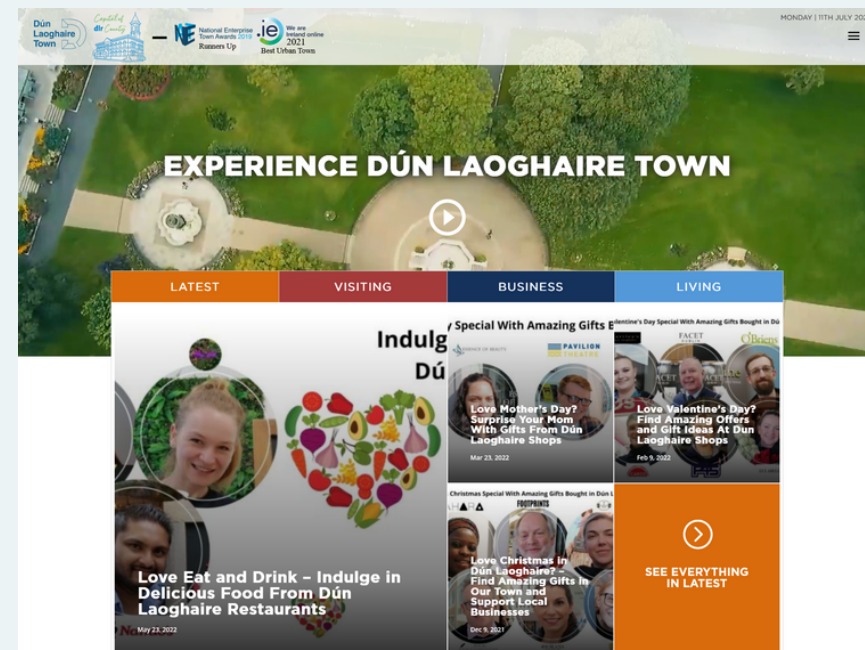 Dún
Laoghaire
Town
Capital of
dlr County
National Enterprise
Town Awards 2019
Runners Up
.ie
We are
Ireland online
2021
Best Urban Town
MONDAY | 11TH JULY 202
EXPERIENCE DÚN LAOGHAIRE TOWN
LATEST
VISITING
BUSINESS
LIVING
Indulg
Dú
Love Eat and Drink – Indulge in
Delicious Food From Dún
Laoghaire Restaurants
May 23, 2022
y Special With Amazing Gifts B
ESSENCE OF BEAUTY
PAVILION
THEATRE
Love Mother's Day?
Surprise Your Mom
With Gifts From Dún
Laoghaire Shops
Mar 23, 2022
alentine's Day Special With Amazing Gifts Bought in Dú
FACET
O'Briens
Love Valentine's Day?
Find Amazing Offers
and Gift Ideas At Dun
Laoghaire Shops
Feb 9, 2022
Christmas Special With Amazing Gifts Bought in Dún L
FOOTPRINTS
Love Christmas in
Dún Laoghaire? –
Find Amazing Gifts in
Our Town and
Support Local
Businesses
Dec 9, 2021
SEE EVERYTHING
IN LATEST